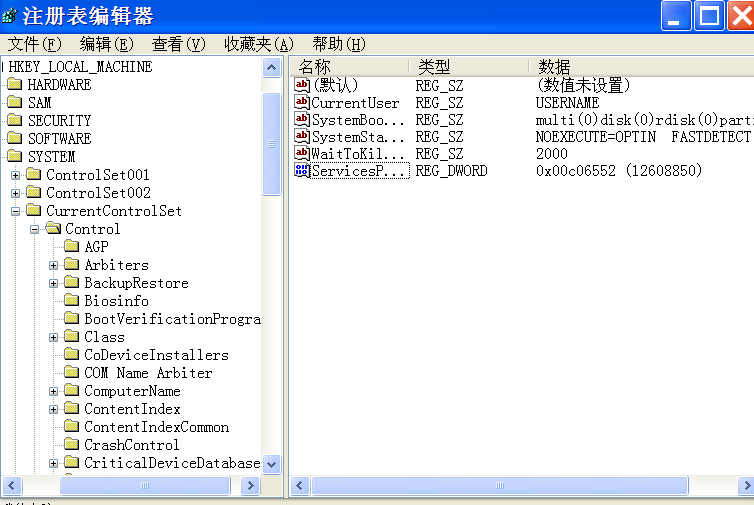 注册表编辑器
文件(F) 编辑(E) 查看(V) 收藏夹(A) 帮助(H)
HKEY_LOCAL_MACHINE
HARDWARE
SAM
SECURITY
SOFTWARE
SYSTEM
ControlSet001
ControlSet002
CurrentControlSet
Control
AGP
Arbiters
BackupRestore
Biosinfo
BootVerificationProgra
Class
CoDeviceInstallers
COM Name Arbiter
ComputerName
ContentIndex
ContentIndexCommon
CrashControl
CriticalDeviceDatabase
名称 类型 数据
(默认) REG_SZ (数值未设置)
CurrentUser REG_SZ USERNAME
SystemBoo... REG_SZ multi(0)disk(0)rdisk(0)parti
SystemSta... REG_SZ NOEXECUTE=OPTIN FASTDETECT
WaitToKil... REG_SZ 2000
ServicesP... REG_DWORD 0x00c06552 (12608850)